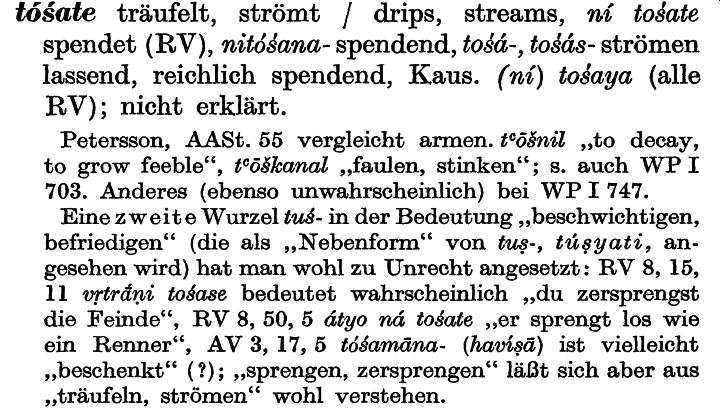 tóśate träufelt, strömt / drips, streams, ní tośate
spendet (RV), nitóśana- spendend, tośá-, tośás- strömen
lassend, reichlich spendend, Kaus. (ní) tośaya (alle
RV); nicht erklärt.
Petersson, AASt. 55 vergleicht armen. tʿōšnil „to decay,
to grow feeble“, tʿōškanal „faulen, stinken“; s. auch WP I
703. Anderes (ebenso unwahrscheinlich) bei WP I 747.
Eine zweite Wurzel tuś- in der Bedeutung „beschwichtigen,
befriedigen“ (die als „Nebenform“ von tuṣ-, túṣyati, an-
gesehen wird) hat man wohl zu Unrecht angesetzt: RV 8, 15,
11 vṛtrā́ṇi tośase bedeutet wahrscheinlich „du zersprengst
die Feinde“, RV 8, 50, 5 átyo ná tośate „er sprengt los wie
ein Renner“, AV 3, 17, 5 tóśamāna- (havíṣā) ist vielleicht
„beschenkt“ (?); „sprengen, zersprengen“ läßt sich aber aus
„träufeln, strömen“ wohl verstehen.